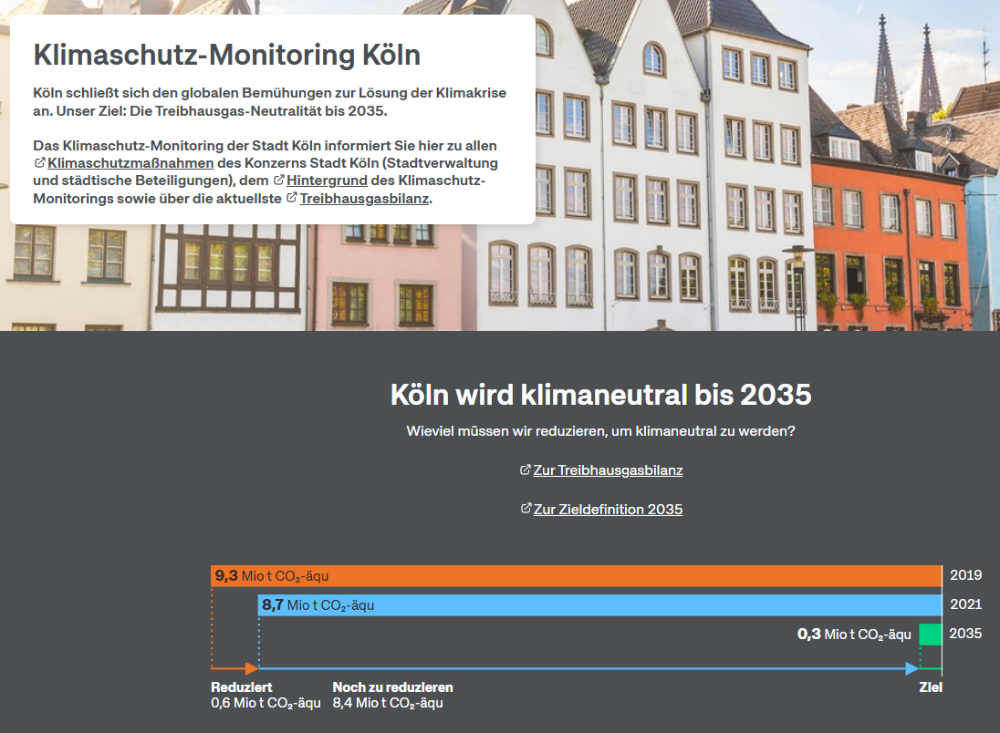 Klimaschutz-Monitoring Köln
Köln schließt sich den globalen Bemühungen zur Lösung der Klimakrise
an. Unser Ziel: Die Treibhausgas-Neutralität bis 2035.
Das Klimaschutz-Monitoring der Stadt Köln informiert Sie hier zu allen
Klimaschutzmaßnahmen des Konzerns Stadt Köln (Stadtverwaltung
und städtische Beteiligungen), dem Hintergrund des Klimaschutz-
Monitorings sowie über die aktuellste Treibhausgasbilanz.
Köln wird klimaneutral bis 2035
Wieviel müssen wir reduzieren, um klimaneutral zu werden?
Zur Treibhausgasbilanz
Zur Zieldefinition 2035
9,3 Mio t CO₂-äqu 2019
8,7 Mio t CO₂-äqu 2021
0,3 Mio t CO₂-äqu 2035
Reduziert Noch zu reduzieren Ziel
0,6 Mio t CO₂-äqu 8,4 Mio t CO₂-äqu